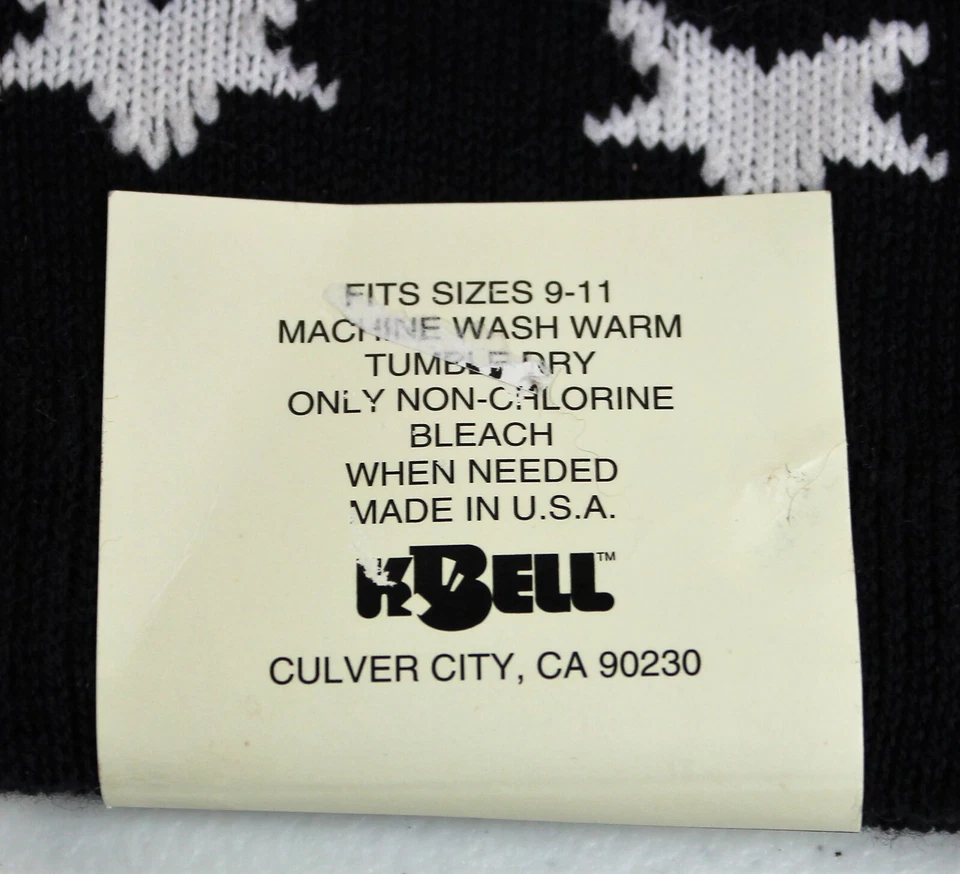 FITS SIZES 9-11
MACHINE WASH WARM
TUMBLE DRY
ONLY NON-CHLORINE
BLEACH
WHEN NEEDED
MADE IN U.S.A.
K.BELL™
CULVER CITY, CA 90230